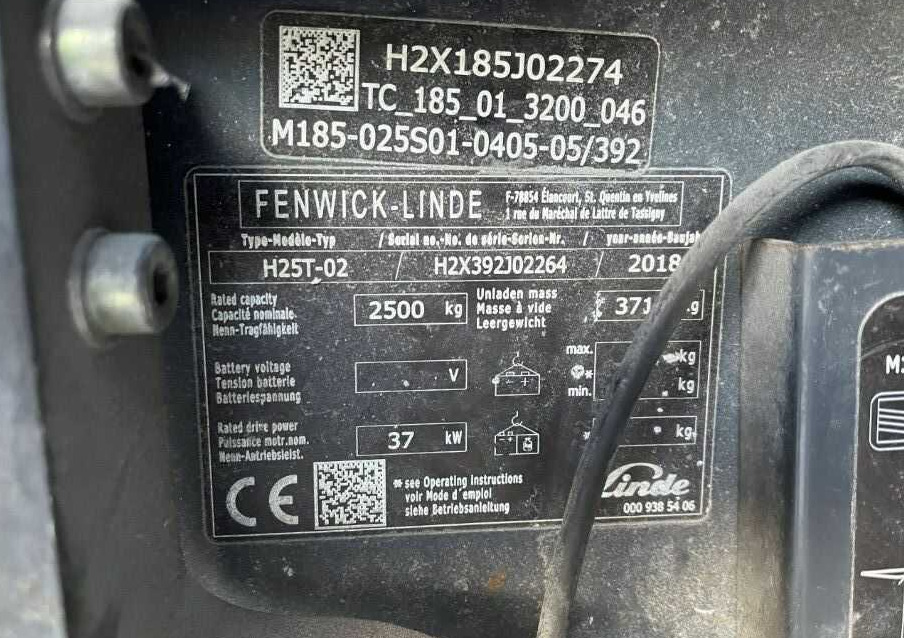 H2X185J02274
TC_185_01_3200_046
M185-025S01-0405-05/392
FENWICK-LINDE
F-78854 Élancourt, St. Quentin en Yvelines
1 rue du Maréchal de Lattre de Tassigny
Type-Modèle-Typ / Serial no.-No. de série-Serien-Nr. / year-année-Baujah
H25T-02 / H2X392J02264 / 2018
Rated capacity
Capacité nominale.
Nenn-Tragfähigkeit
2500 kg
Unladen mass
Masse à vide
Leergewicht
371 g
Battery voltage
Tension batterie
Batteriespannung
V
max. kg
* min. kg
Rated drive power
Puissance motr.nom.
Nenn-Antriebsleist.
37 kW
* kg
CE
* see Operating Instructions
voir Mode d'emploi
siehe Betriebsanleitung
Linde
000 938 54 06